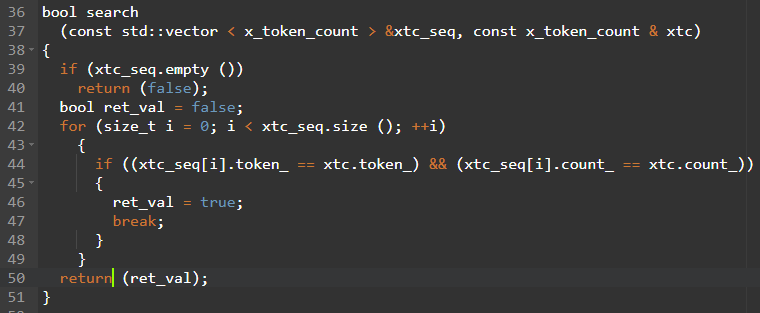 36 bool search
37   (const std::vector < x_token_count > &xtc_seq, const x_token_count & xtc)
38 {
39   if (xtc_seq.empty ())
40     return (false);
41   bool ret_val = false;
42   for (size_t i = 0; i < xtc_seq.size (); ++i)
43     {
44       if ((xtc_seq[i].token_ == xtc.token_) && (xtc_seq[i].count_ == xtc.count_))
45       {
46         ret_val = true;
47         break;
48       }
49     }
50   return (ret_val);
51 }